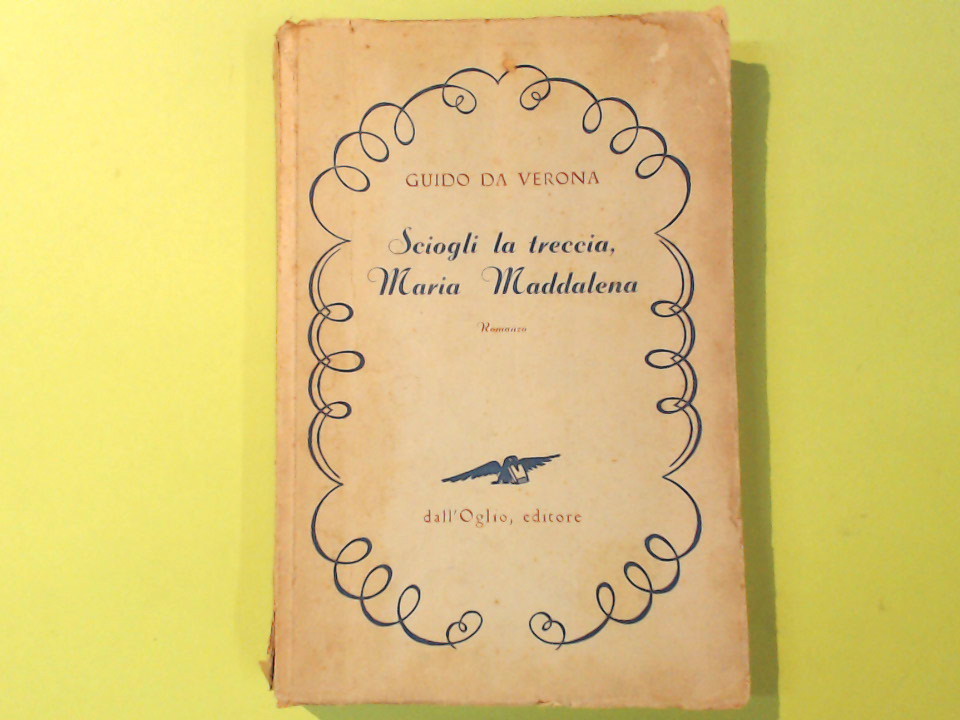 GUIDO DA VERONA
Sciogli la treccia,
Maria Maddalena
Romanzo
dall'Oglio, editore